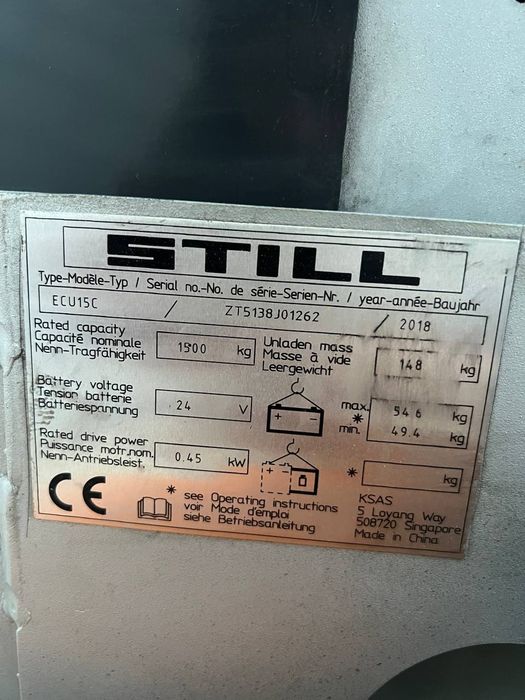 STILL
Type-Modèle-Typ / Serial no.-No. de série-Serien-Nr. / year-année-Baujahr
ECU15C / ZT5138J01262 / 2018
Rated capacity
Capacité nominale
Nenn-Tragfähigkeit
1500 kg
Unladen mass
Masse à vide
Leergewicht
148 kg
Battery voltage
Tension batterie
Batteriespannung
24 V
+ -
max. 54.6 kg
*
min. 49.4 kg
Rated drive power
Puissance motr.nom.
Nenn-Antriebsleist.
0.45 kW
+ -
* kg
CE
* see Operating instructions
voir Mode d'emploi
siehe Betriebsanleitung
KSAS
5 Loyang Way
508720 Singapare
Made in China